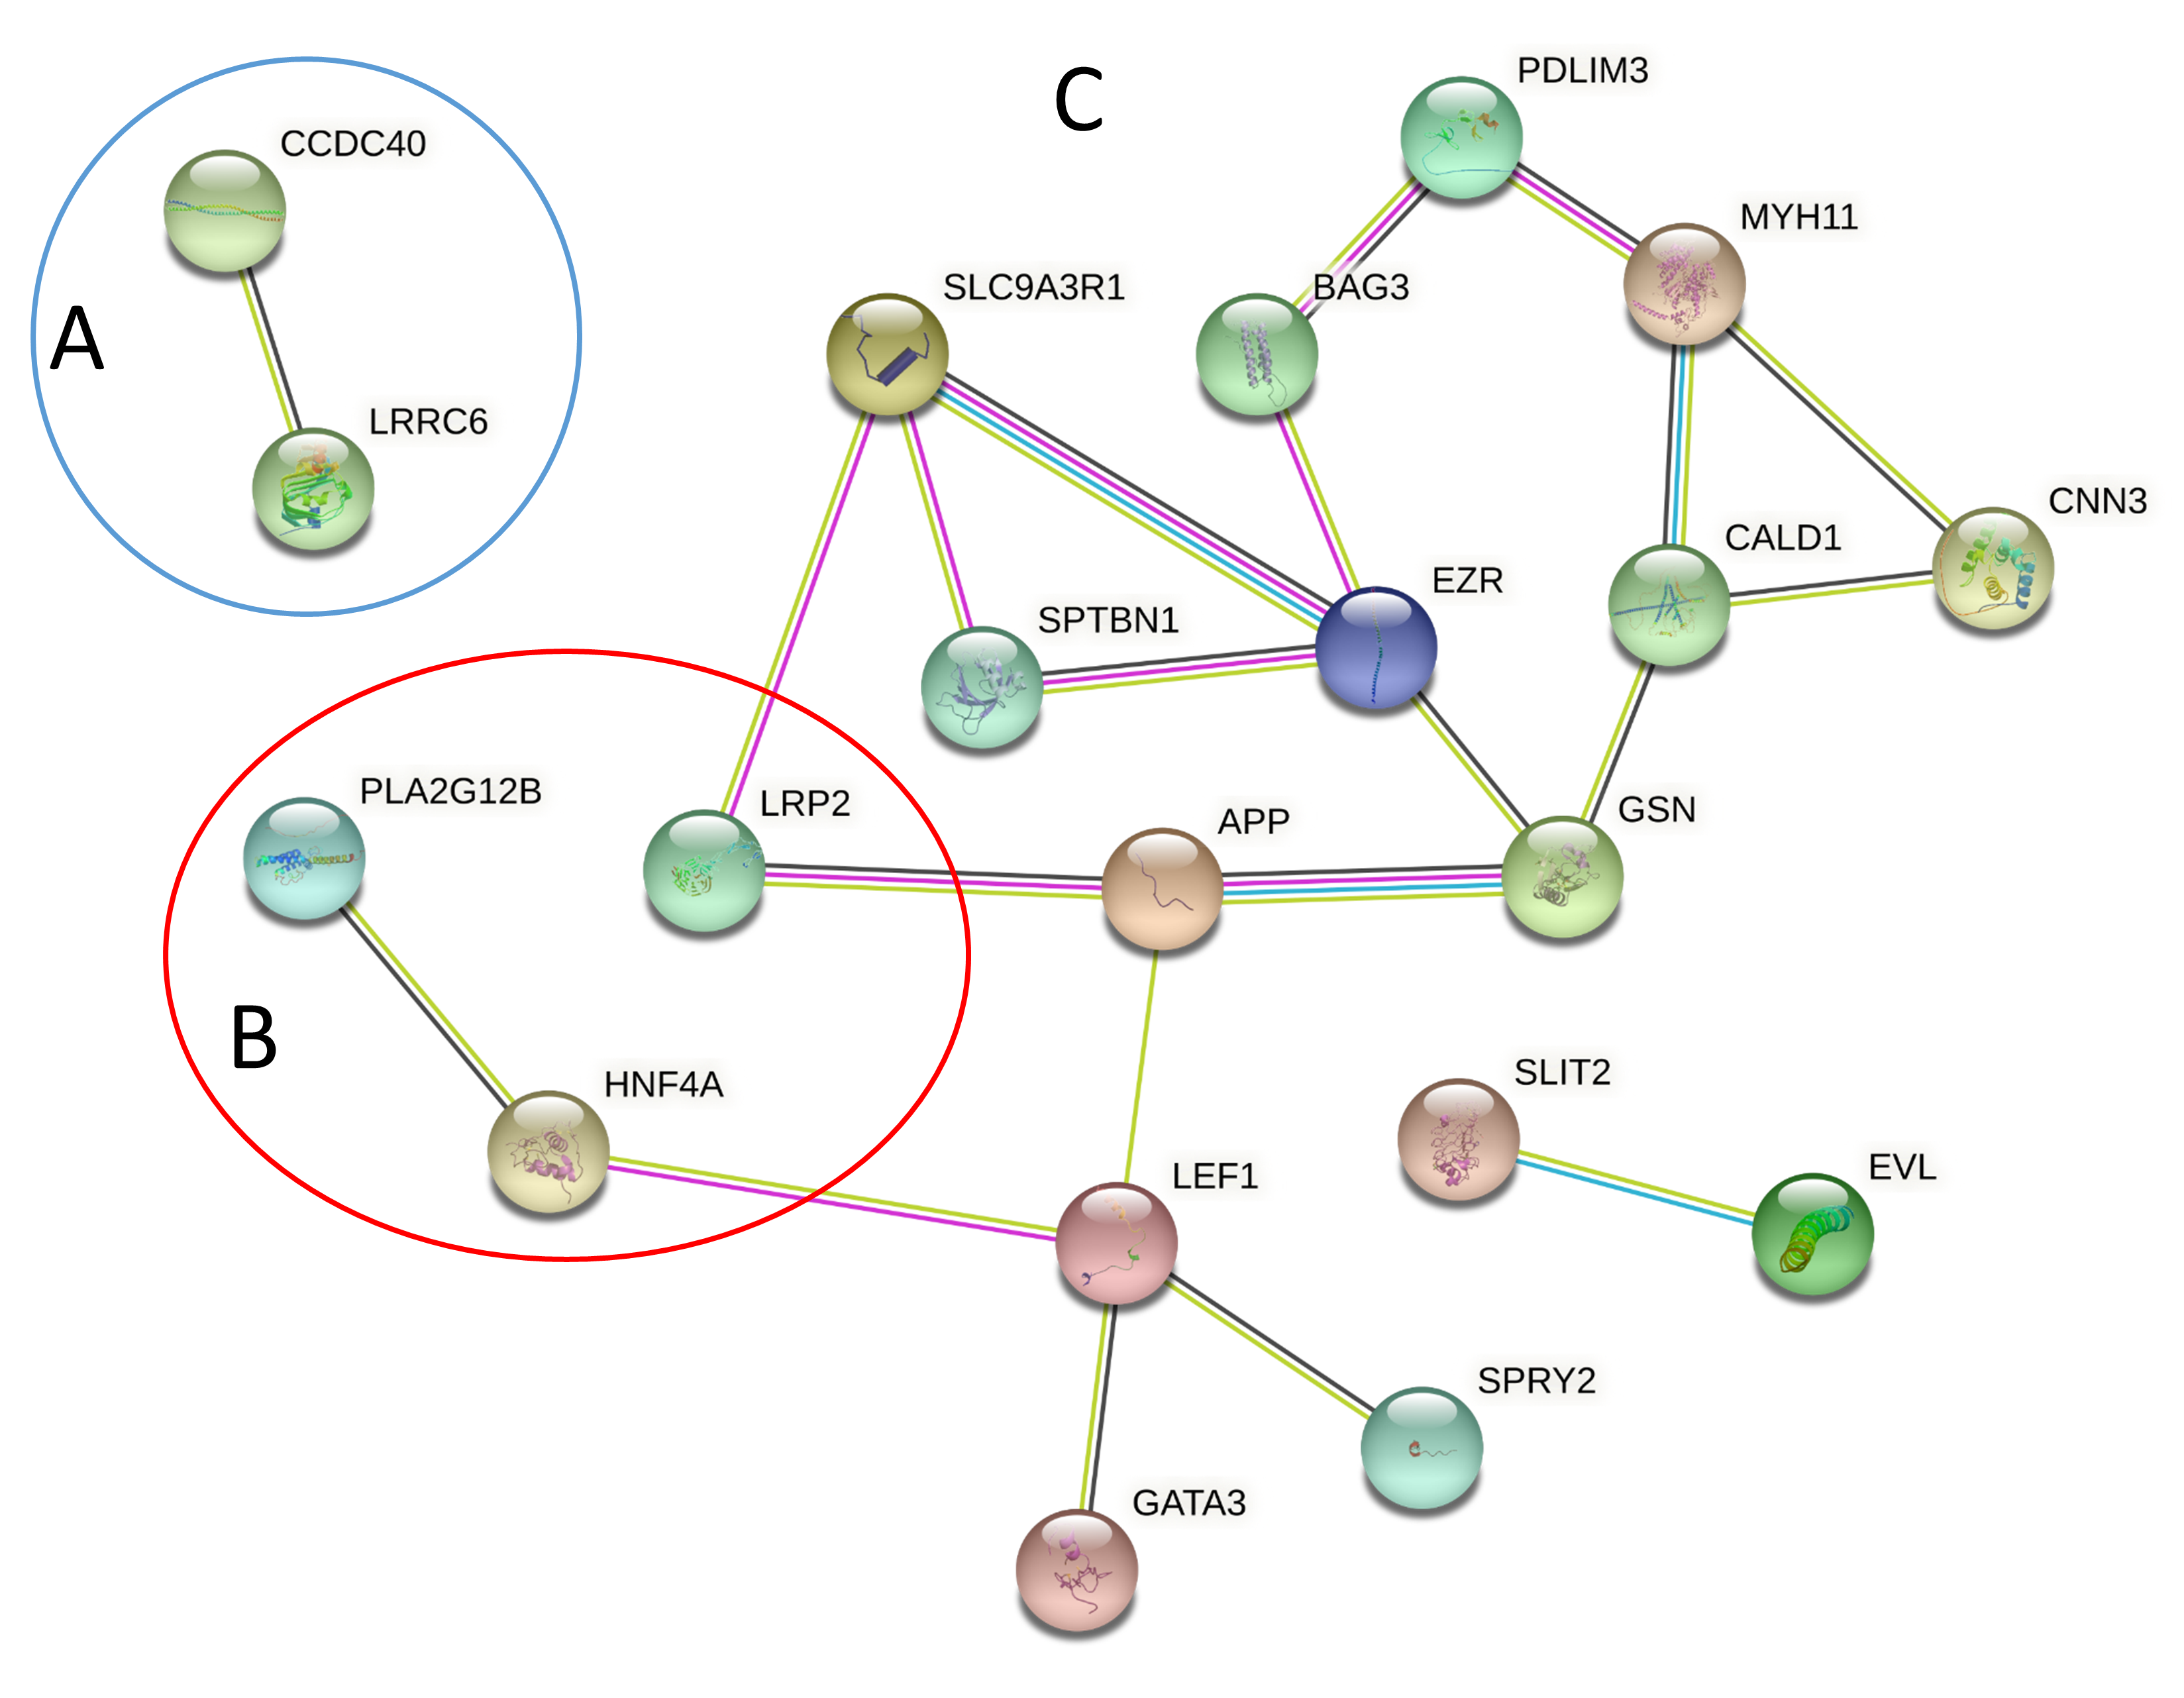 C
PDLIM3
CCDC40
MYH11
SLC9A3R1
BAG3
A
LRRC6
CNN3
CALD1
EZR
SPTBN1
PLA2G12B
LRP2
APP
GSN
B
HNF4A
SLIT2
EVL
LEF1
SPRY2
GATA3